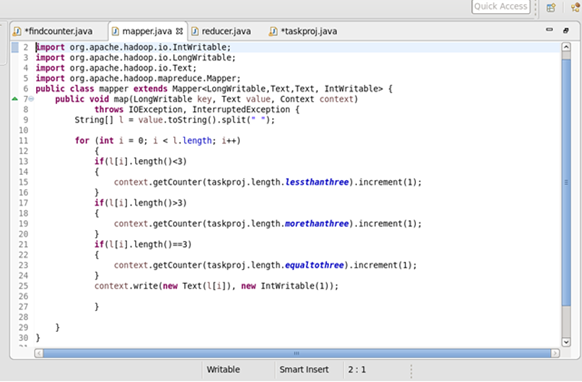 Quick Access
*findcounter.java mapper.java reducer.java *taskproj.java
2 import org.apache.hadoop.io.IntWritable;
3 import org.apache.hadoop.io.LongWritable;
4 import org.apache.hadoop.io.Text;
5 import org.apache.hadoop.mapreduce.Mapper;
6 public class mapper extends Mapper<LongWritable,Text,Text, IntWritable> {
7 public void map(LongWritable key, Text value, Context context)
8 throws IOException, InterruptedException {
9 String[] l = value.toString().split(" ");
10
11 for (int i = 0; i < l.length; i++)
12 {
13 if(l[i].length()<3)
14 {
15 context.getCounter(taskproj.length.lessthanthree).increment(1);
16 }
17 if(l[i].length()>3)
18 {
19 context.getCounter(taskproj.length.morethanthree).increment(1);
20 }
21 if(l[i].length()==3)
22 {
23 context.getCounter(taskproj.length.equaltothree).increment(1);
24 }
25 context.write(new Text(l[i]), new IntWritable(1));
26
27 }
28
29 }
30 }
Writable Smart Insert 2 : 1